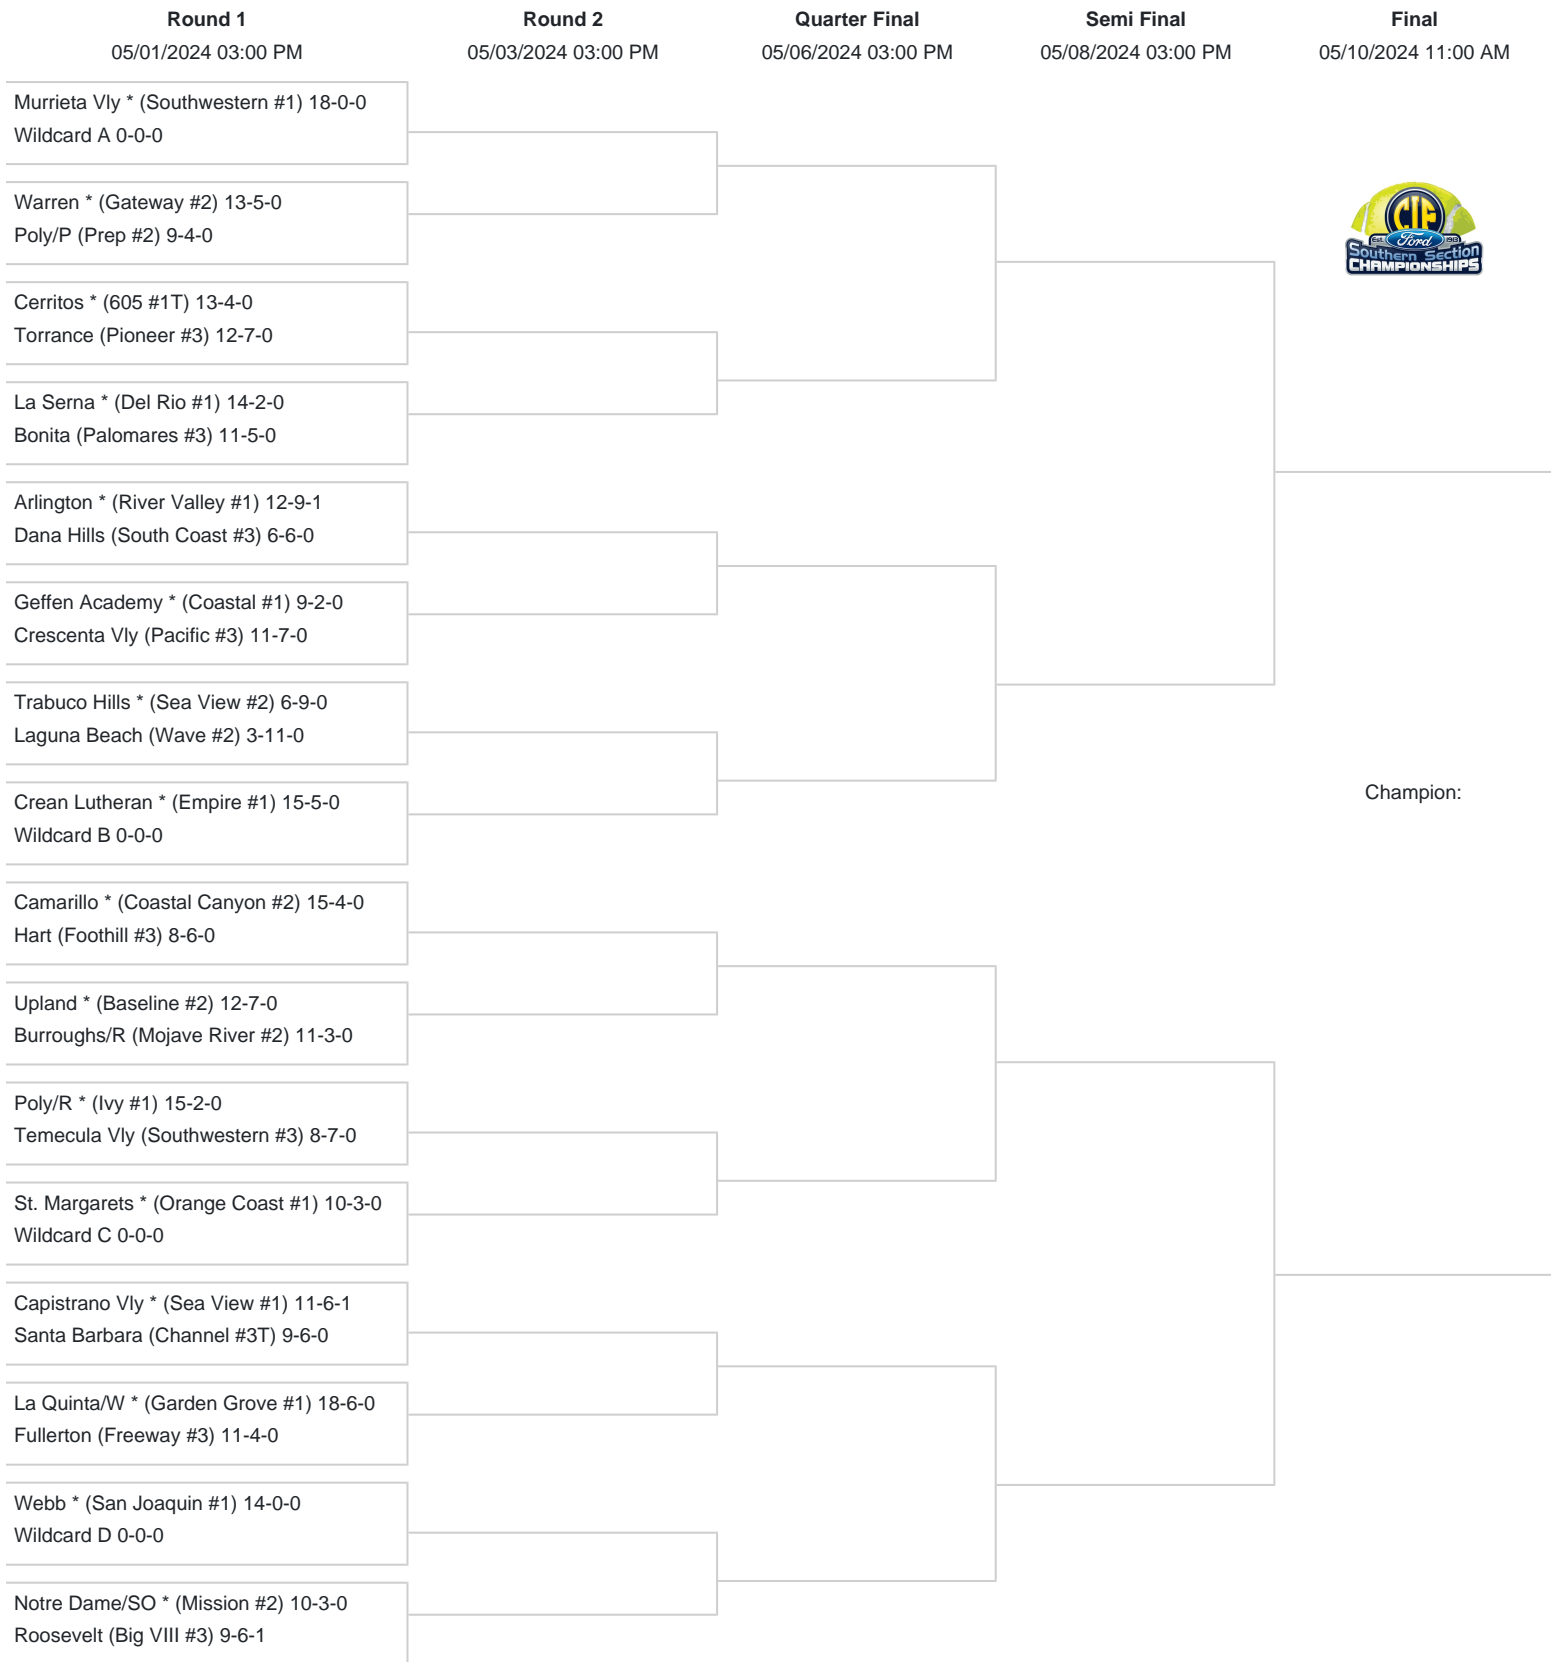 Round 1
05/01/2024 03:00 PM
Round 2
05/03/2024 03:00 PM
Quarter Final
05/06/2024 03:00 PM
Semi Final
05/08/2024 03:00 PM
Final
05/10/2024 11:00 AM
Murrieta Vly * (Southwestern #1) 18-0-0
Wildcard A 0-0-0
Warren * (Gateway #2) 13-5-0
Poly/P (Prep #2) 9-4-0
Cerritos * (605 #1T) 13-4-0
Torrance (Pioneer #3) 12-7-0
La Serna * (Del Rio #1) 14-2-0
Bonita (Palomares #3) 11-5-0
Arlington * (River Valley #1) 12-9-1
Dana Hills (South Coast #3) 6-6-0
Geffen Academy * (Coastal #1) 9-2-0
Crescenta Vly (Pacific #3) 11-7-0
Trabuco Hills * (Sea View #2) 6-9-0
Laguna Beach (Wave #2) 3-11-0
Crean Lutheran * (Empire #1) 15-5-0
Wildcard B 0-0-0
Camarillo * (Coastal Canyon #2) 15-4-0
Hart (Foothill #3) 8-6-0
Upland * (Baseline #2) 12-7-0
Burroughs/R (Mojave River #2) 11-3-0
Poly/R * (Ivy #1) 15-2-0
Temecula Vly (Southwestern #3) 8-7-0
St. Margarets * (Orange Coast #1) 10-3-0
Wildcard C 0-0-0
Capistrano Vly * (Sea View #1) 11-6-1
Santa Barbara (Channel #3T) 9-6-0
La Quinta/W * (Garden Grove #1) 18-6-0
Fullerton (Freeway #3) 11-4-0
Webb * (San Joaquin #1) 14-0-0
Wildcard D 0-0-0
Notre Dame/SO * (Mission #2) 10-3-0
Roosevelt (Big VIII #3) 9-6-1
CIF
Est. Ford 1913
Southern Section
CHAMPIONSHIPS
Champion: